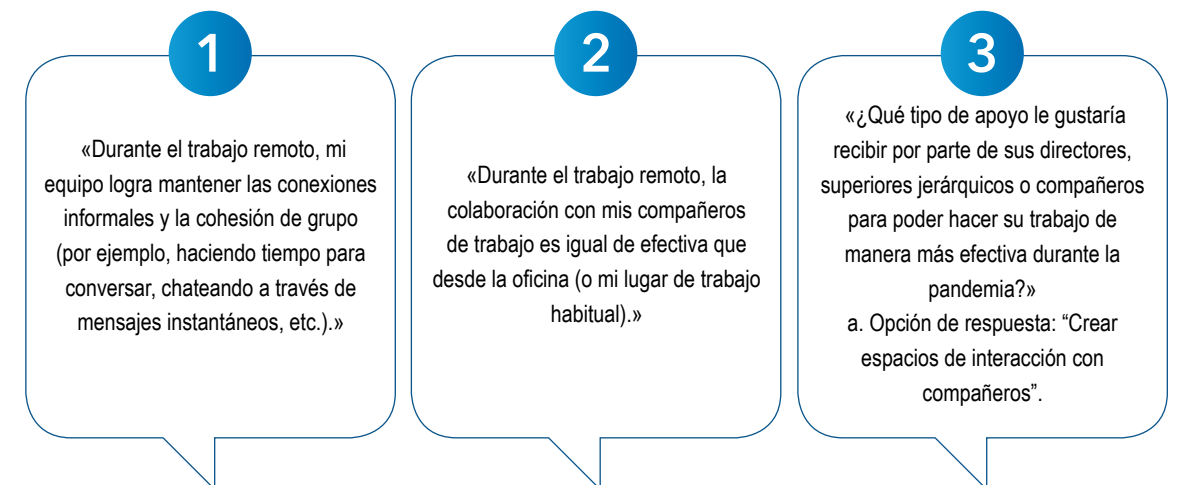 1
«Durante el trabajo remoto, mi
equipo logra mantener las conexiones
informales y la cohesión de grupo
(por ejemplo, haciendo tiempo para
conversar, chateando a través de
mensajes instantáneos, etc.).»
2
«Durante el trabajo remoto, la
colaboración con mis compañeros
de trabajo es igual de efectiva que
desde la oficina (o mi lugar de trabajo
habitual).»
3
«¿Qué tipo de apoyo le gustaría
recibir por parte de sus directores,
superiores jerárquicos o compañeros
para poder hacer su trabajo de
manera más efectiva durante la
pandemia?»
a. Opción de respuesta: “Crear
espacios de interacción con
compañeros”.